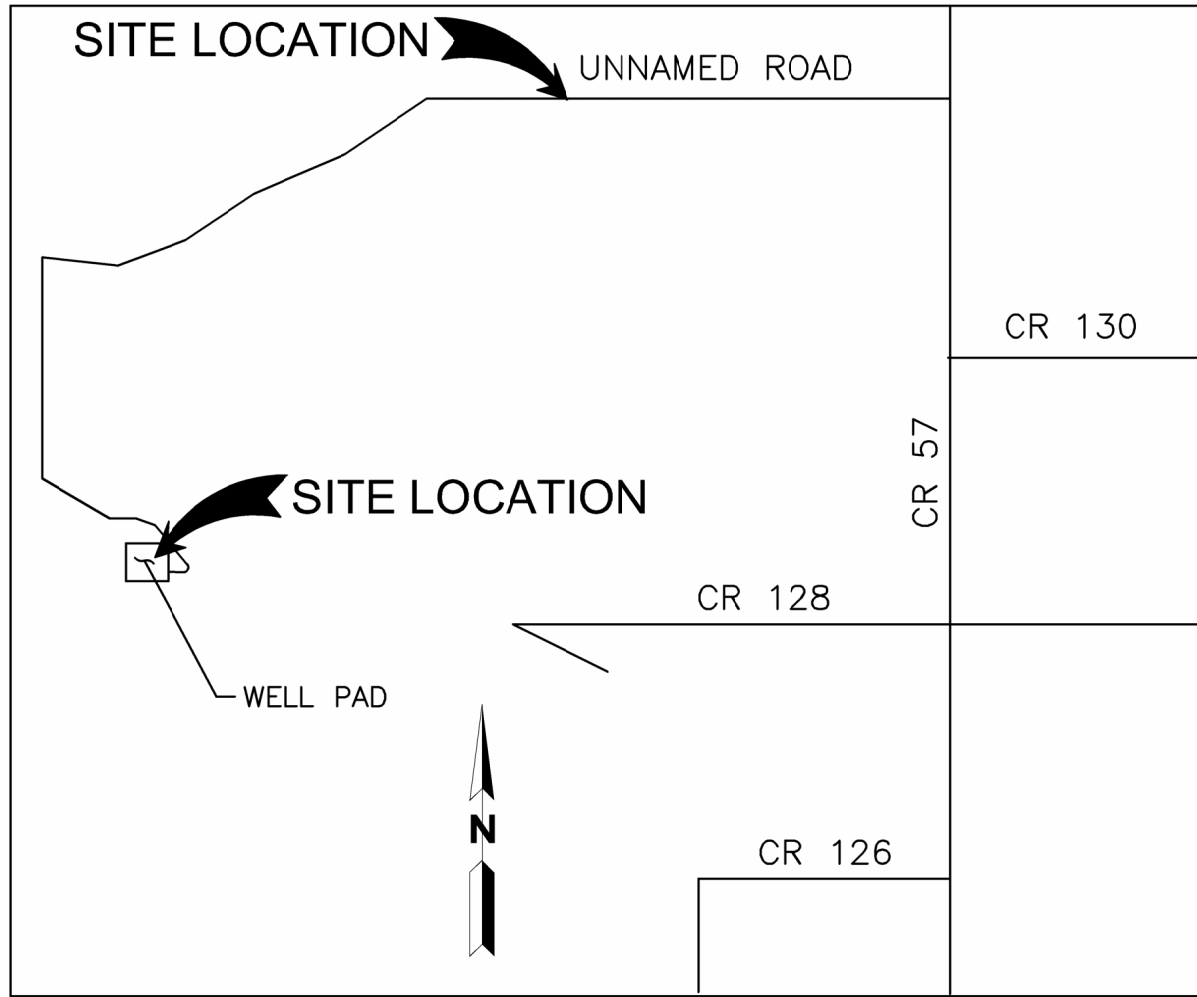 SITE LOCATION
UNNAMED ROAD
CR 130
CR 57
SITE LOCATION
CR 128
WELL PAD
N
CR 126